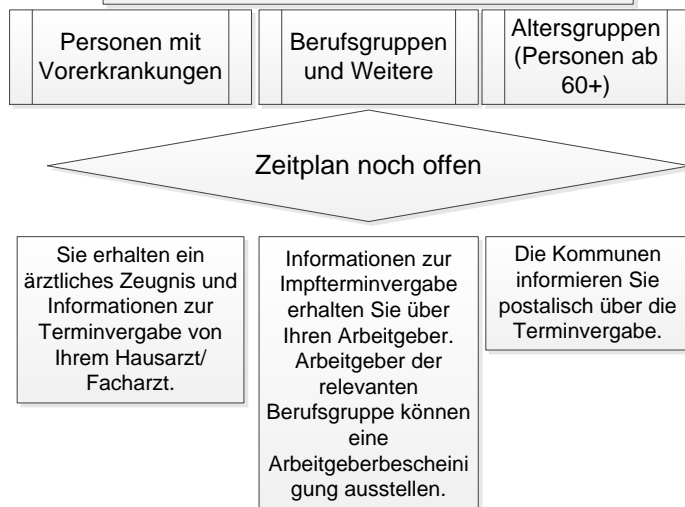 Personen mit
Vorerkrankungen
Berufsgruppen
und Weitere
Altersgruppen
(Personen ab
60+)
Zeitplan noch offen
Sie erhalten ein
ärztliches Zeugnis und
Informationen zur
Terminvergabe von
Ihrem Hausarzt/
Facharzt.
Informationen zur
Impfterminvergabe
erhalten Sie über
Ihren Arbeitgeber.
Arbeitgeber der
relevanten
Berufsgruppe können
eine
Arbeitgeberbescheini
gung ausstellen.
Die Kommunen
informieren Sie
postalisch über die
Terminvergabe.